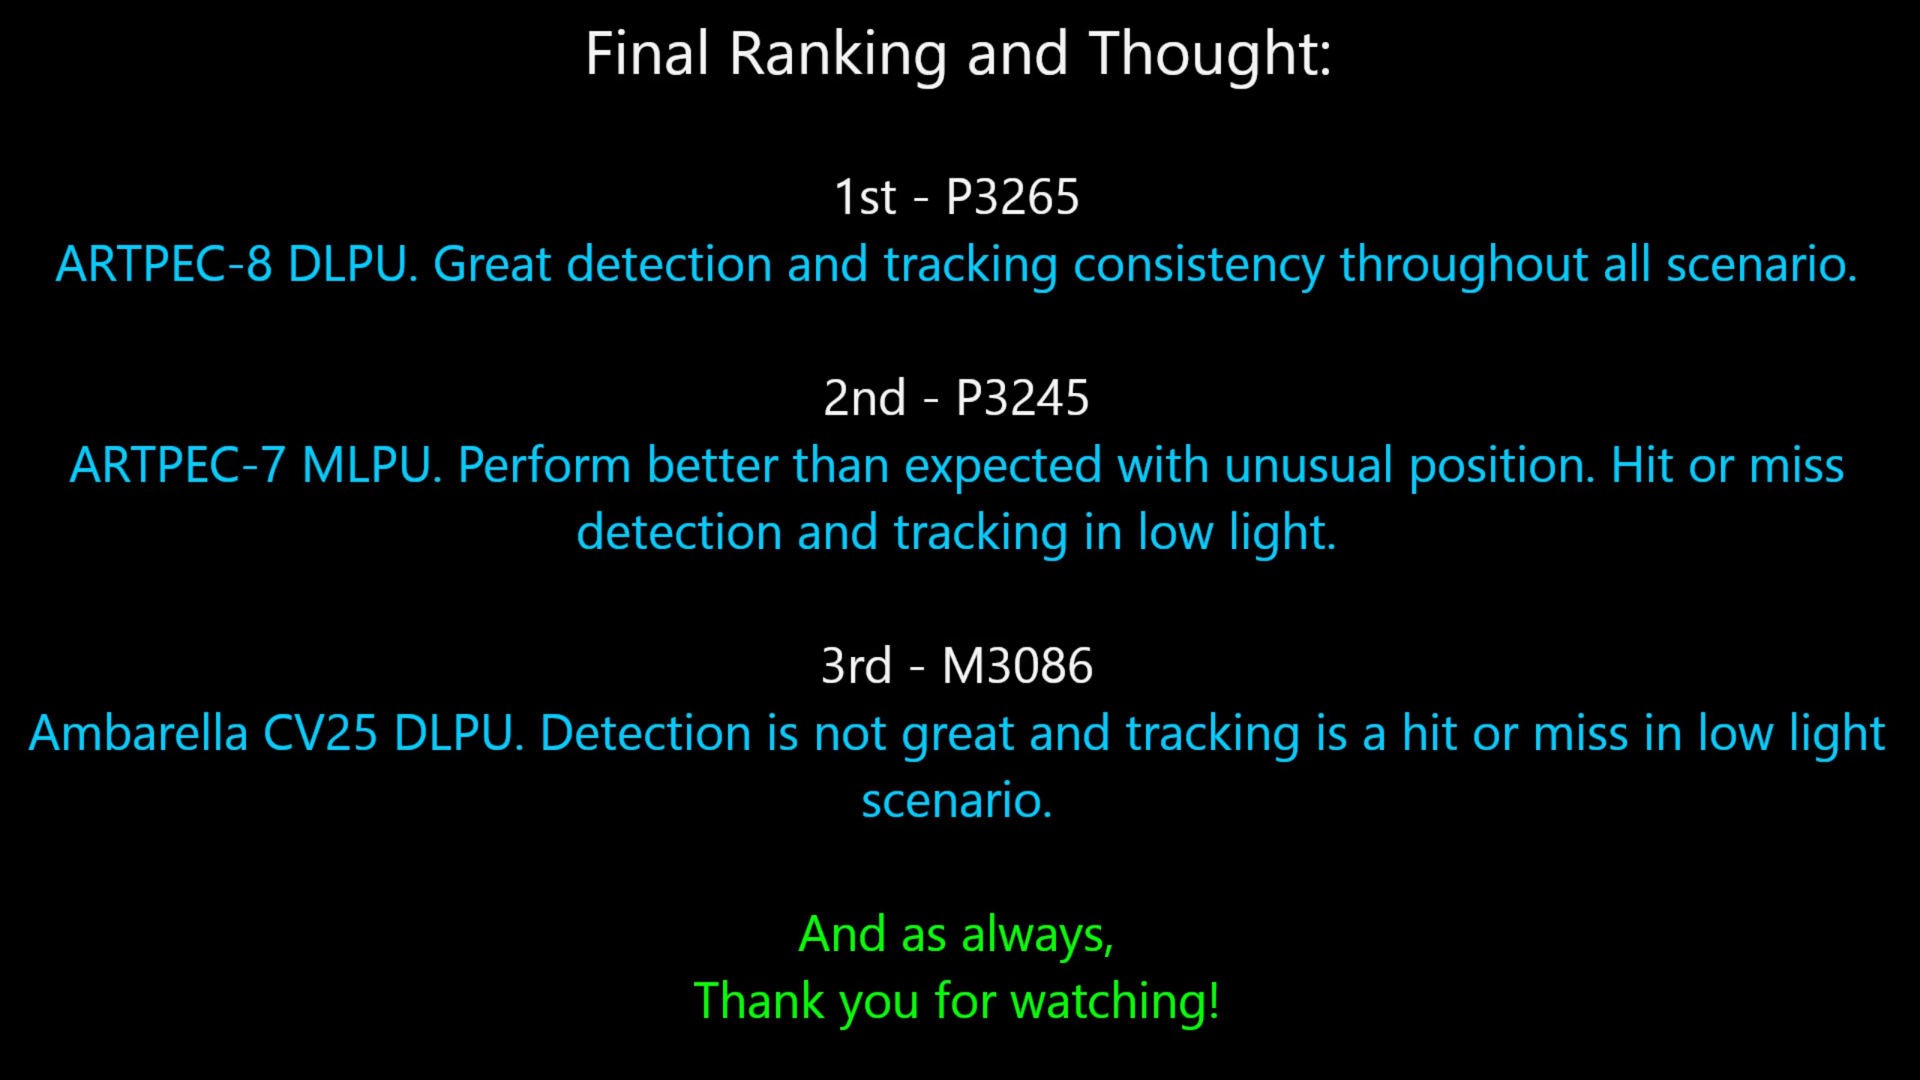 Final Ranking and Thought:
1st - P3265
ARTPEC-8 DLPU. Great detection and tracking consistency throughout all scenario.
2nd - P3245
ARTPEC-7 MLPU. Perform better than expected with unusual position. Hit or miss
detection and tracking in low light.
3rd - M3086
Ambarella CV25 DLPU. Detection is not great and tracking is a hit or miss in low light
scenario.
And as always,
Thank you for watching!